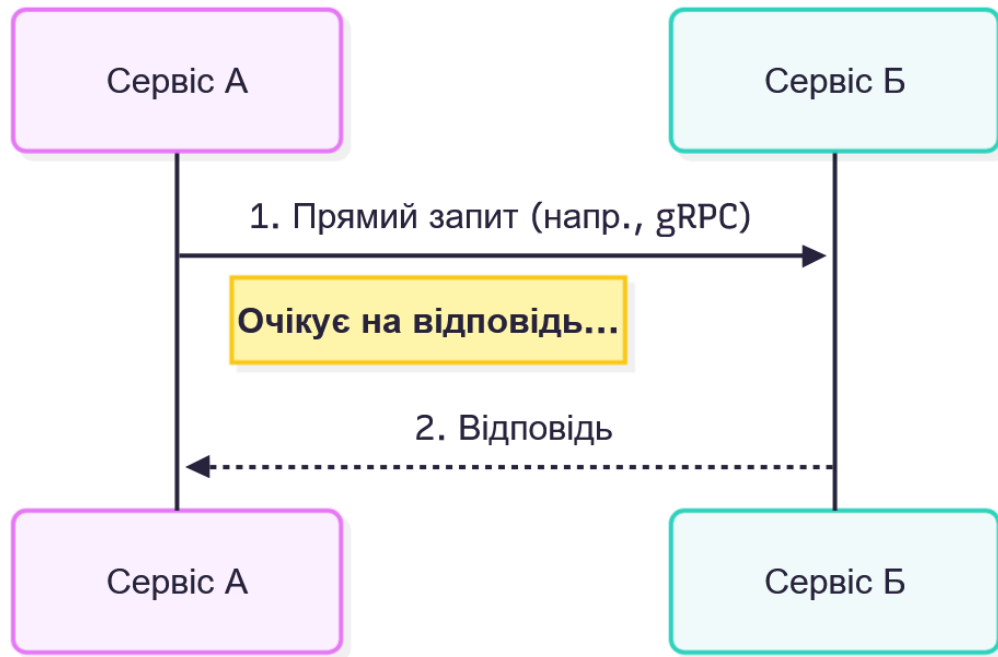 Сервіс А
Сервіс Б
1. Прямий запит (напр., gRPC)
Очікує на відповідь...
2. Відповідь
Сервіс А
Сервіс Б